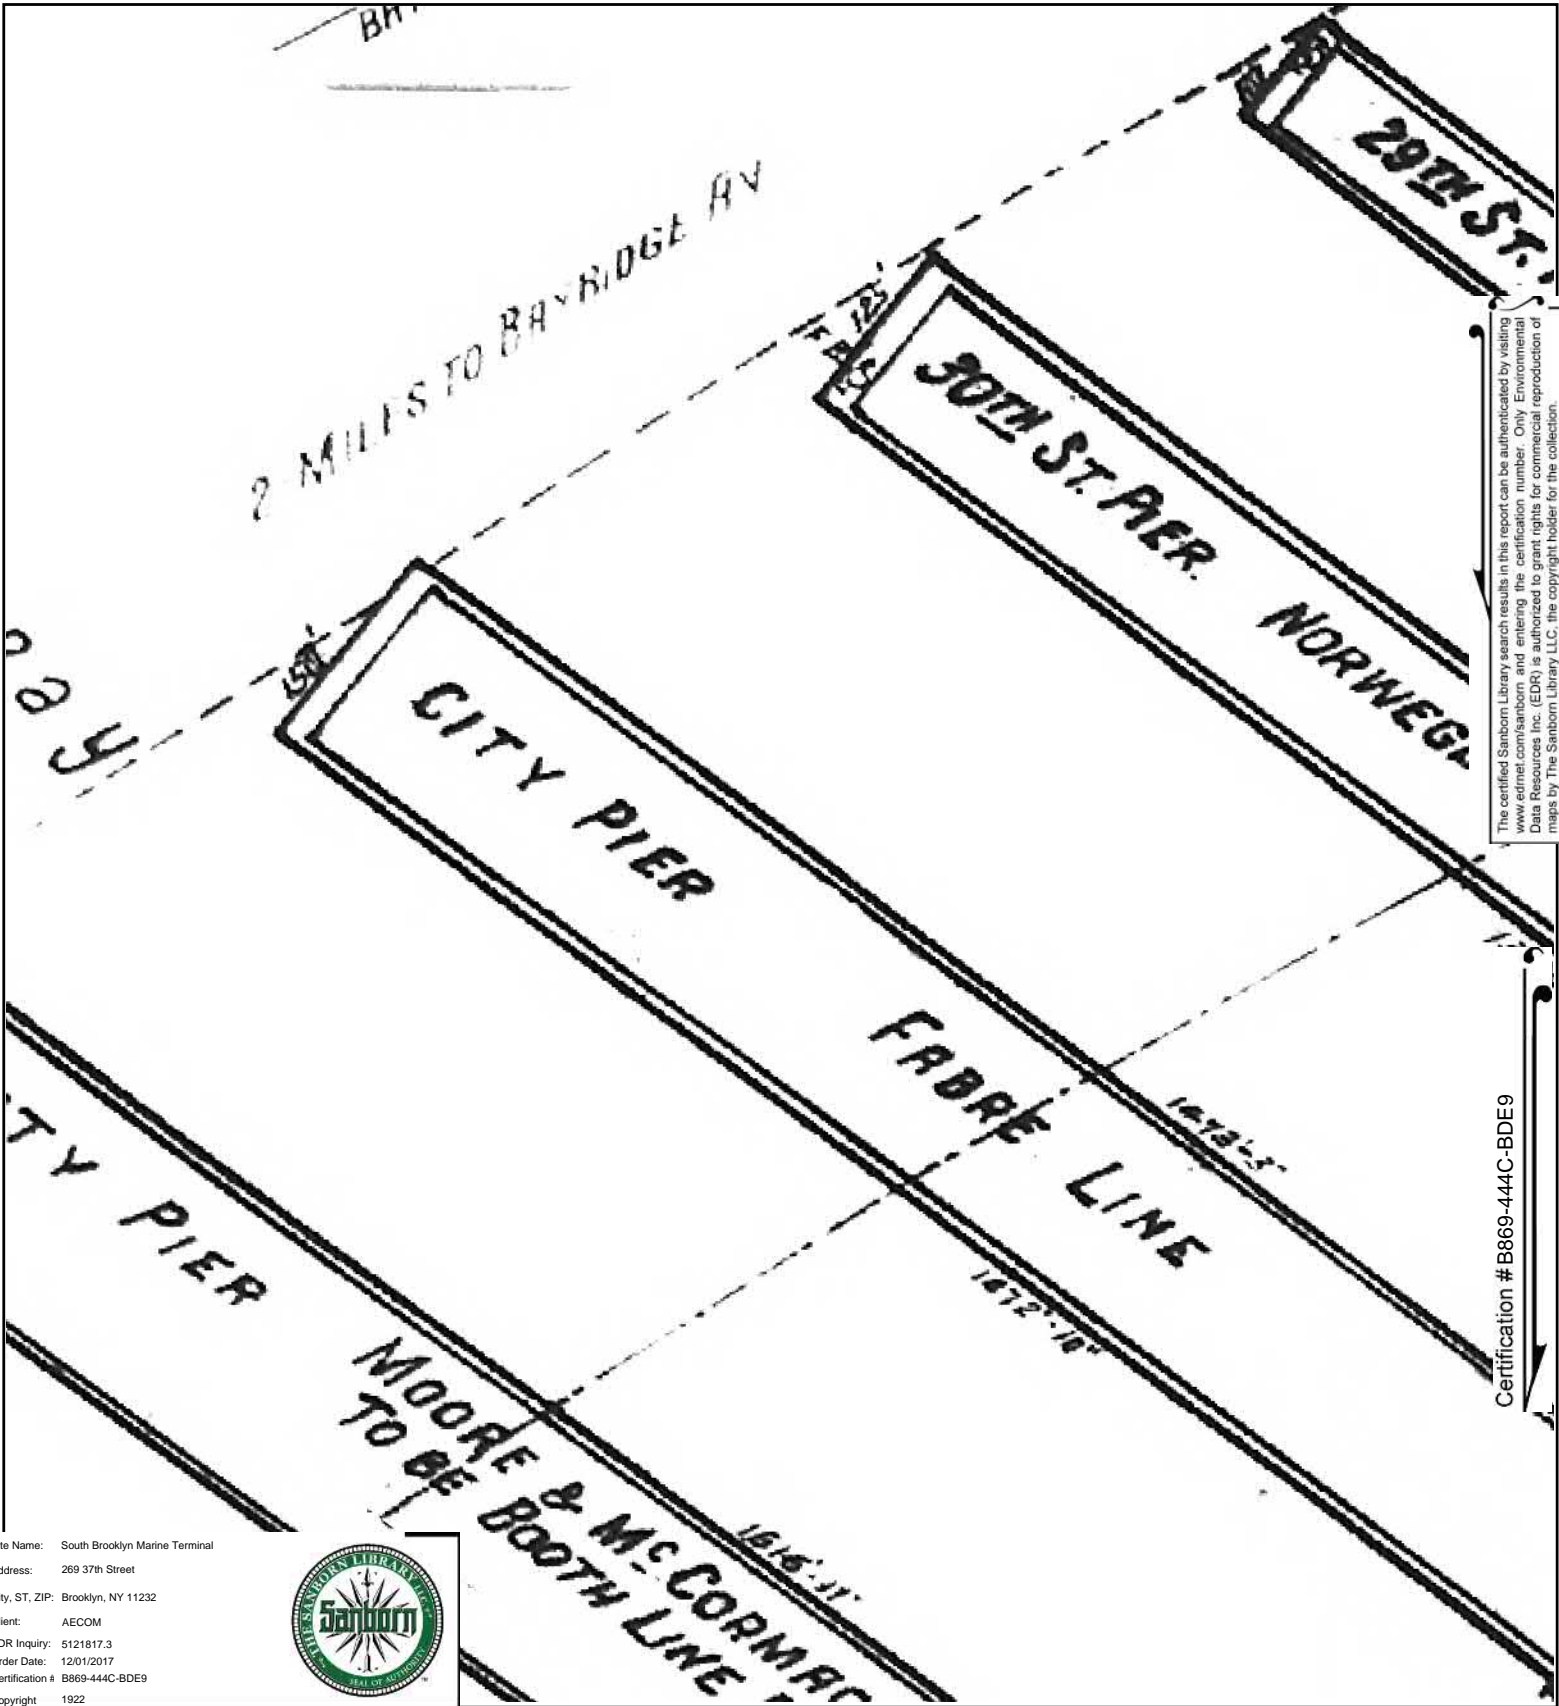 2 MILES TO BAYRIDGE AV
29TH ST.
125'
30TH ST. PIER. NORWEG
150'
ay
CITY PIER
FABRE LINE
1473'-3"
1472'-10"
TY PIER
MOORE & McCORMAC
TO BE BOOTH LINE
1616'-11"
The certified Sanborn Library search results in this report can be authenticated by visiting
www.edrnet.com/sanborn and entering the certification number. Only Environmental
Data Resources Inc. (EDR) is authorized to grant rights for commercial reproduction of
maps by The Sanborn Library LLC, the copyright holder for the collection.
Certification # B869-444C-BDE9
te Name: South Brooklyn Marine Terminal
ddress: 269 37th Street
ty, ST, ZIP: Brooklyn, NY 11232
ient: AECOM
DR Inquiry: 5121817.3
rder Date: 12/01/2017
ertification # B869-444C-BDE9
opyright 1922
THE SANBORN LIBRARY, LLC
Sanborn
SEAL OF AUTHORITY